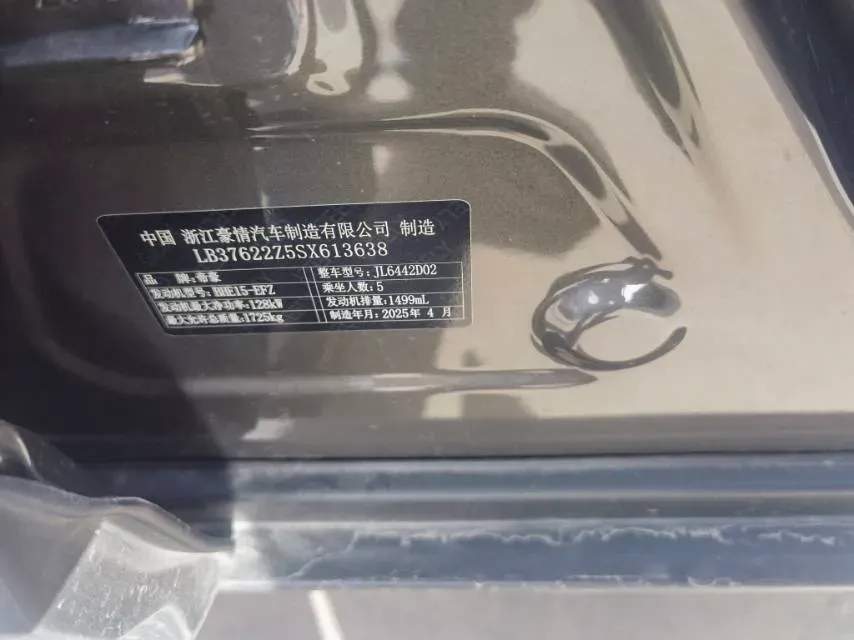 中国 浙江豪情汽车制造有限公司 制造
LB37622Z5SX613638
品 牌:帝豪 整车型号:JL6442D02
发动机型号:BHE15-EFZ 乘坐人数:5
发动机最大净功率:128kW 发动机排量:1499mL
最大允许总质量:1725kg 制造年月:2025年 4 月